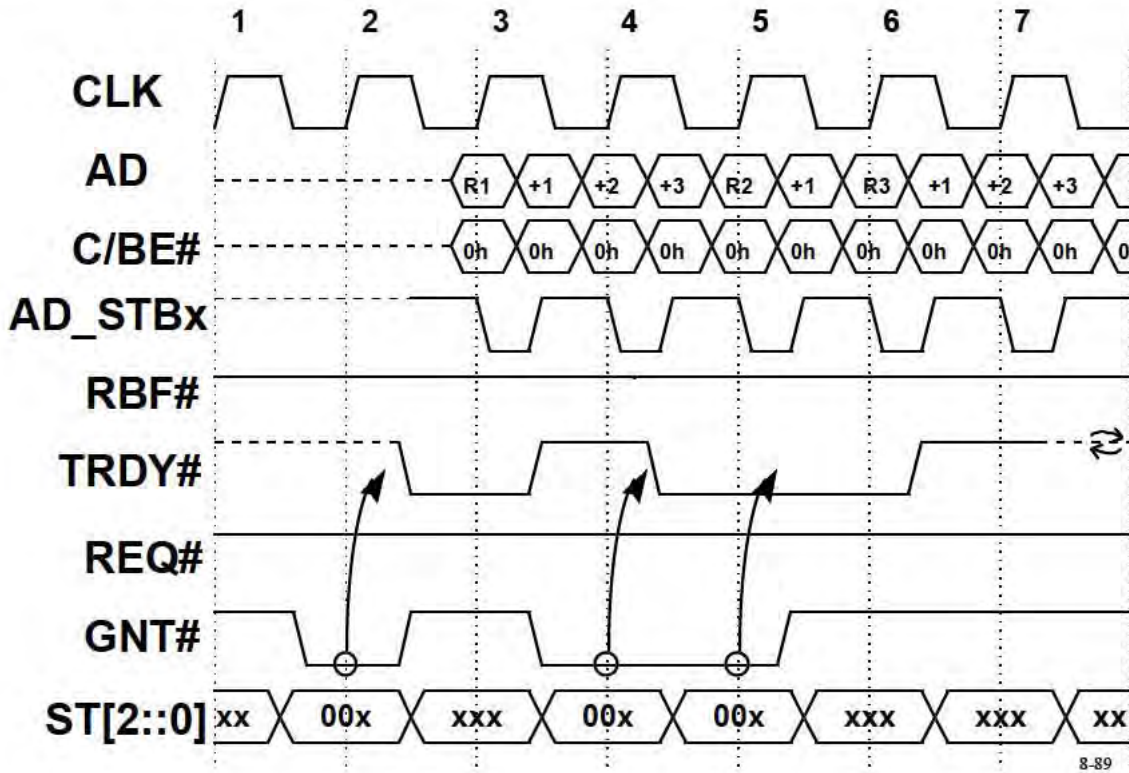 1 2 3 4 5 6 7
CLK
AD R1 +1 +2 +3 R2 +1 R3 +1 +2 +3
C/BE# 0h 0h 0h 0h 0h 0h 0h 0h 0h 0h 0
AD_STBx
RBF#
TRDY#
REQ#
GNT#
ST[2::0] xx 00x xxx 00x 00x xxx xxx xx
8-89